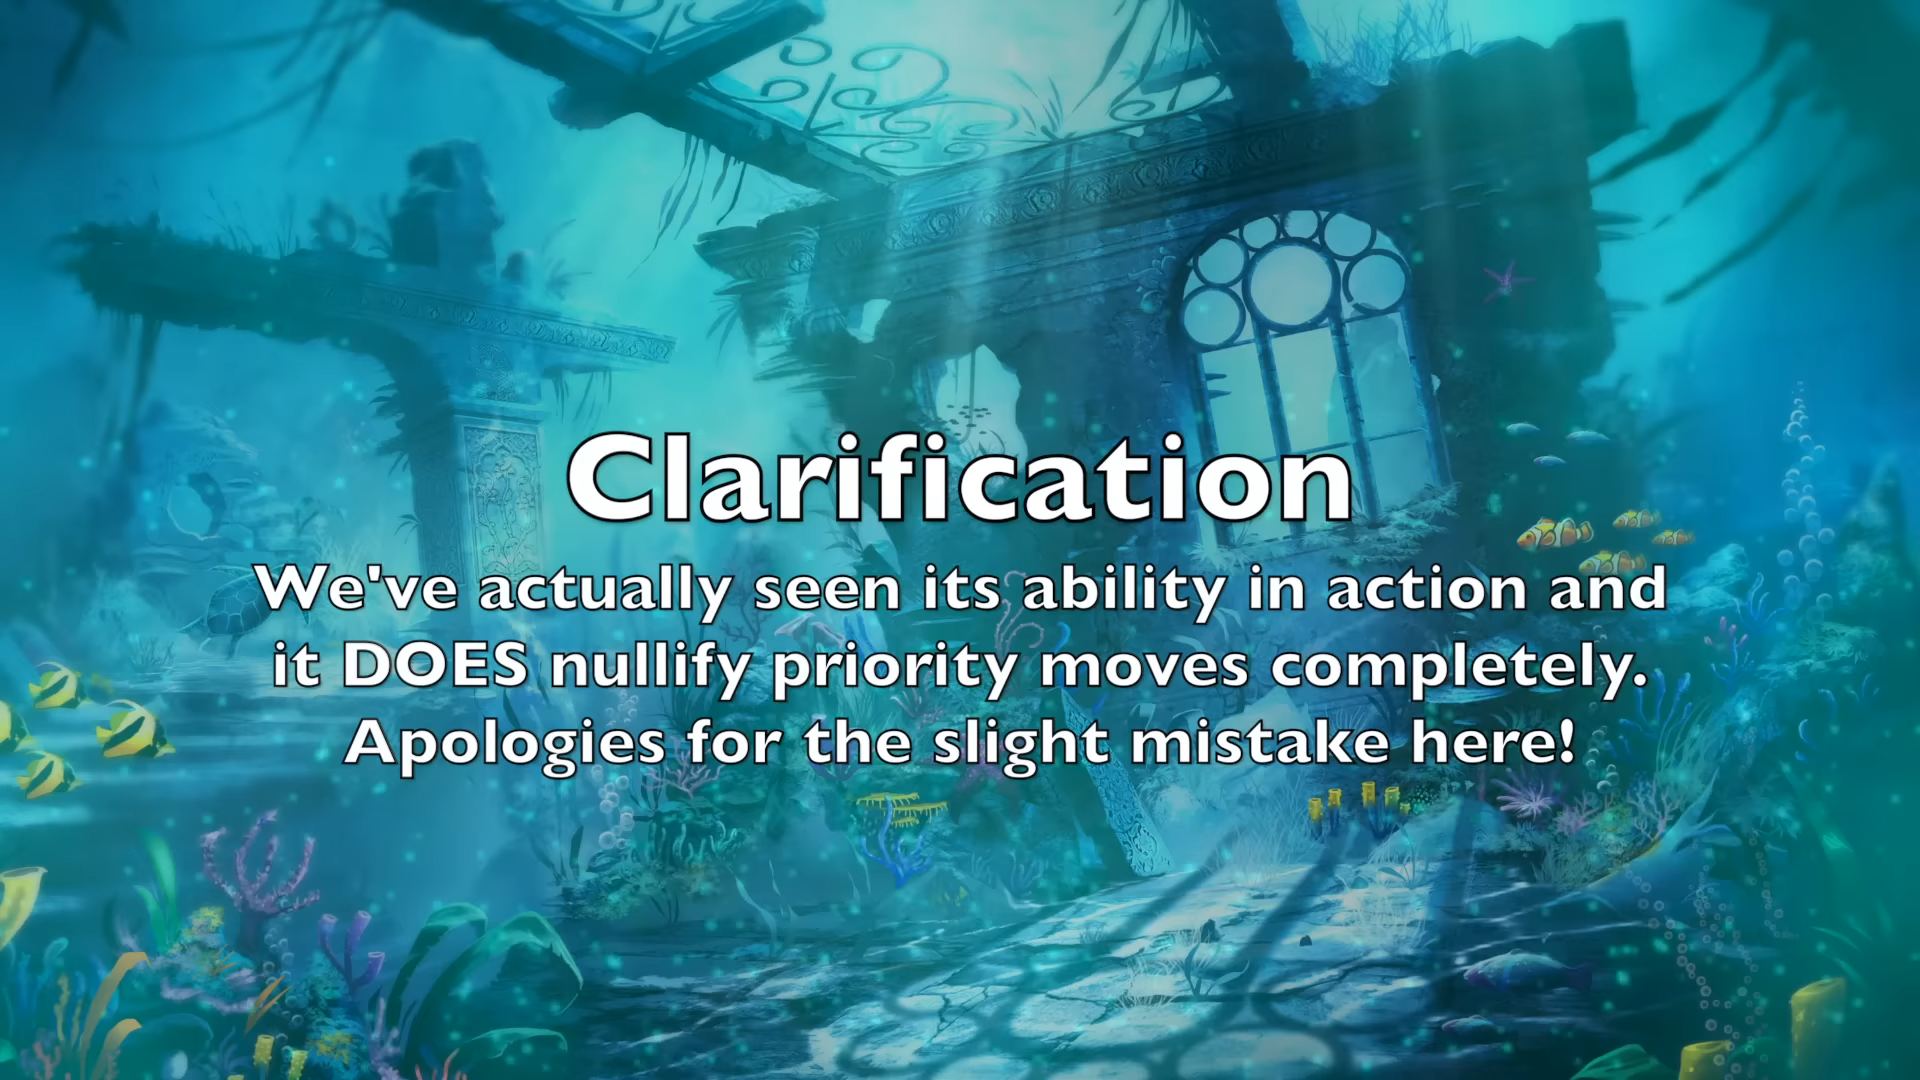 Clarification
We've actually seen its ability in action and
it DOES nullify priority moves completely.
Apologies for the slight mistake here!